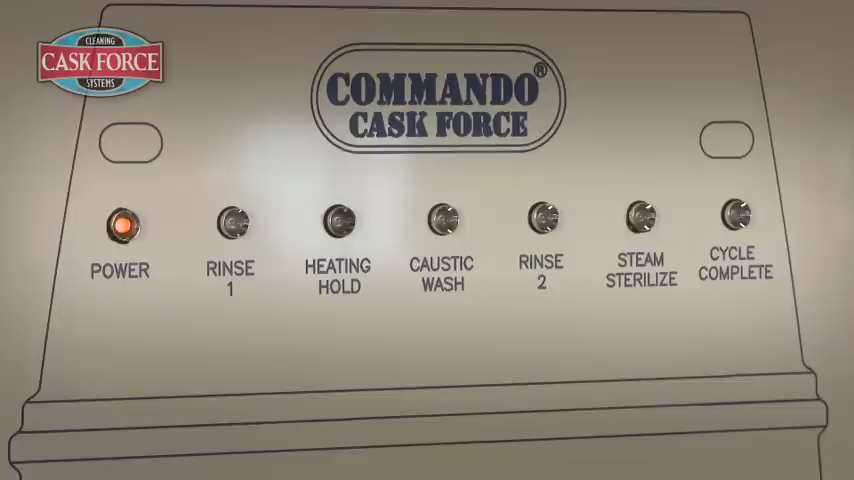 CLEANING
CASK FORCE
SYSTEMS
COMMANDO®
CASK FORCE
POWER
RINSE
1
HEATING
HOLD
CAUSTIC
WASH
RINSE
2
STEAM
STERILIZE
CYCLE
COMPLETE